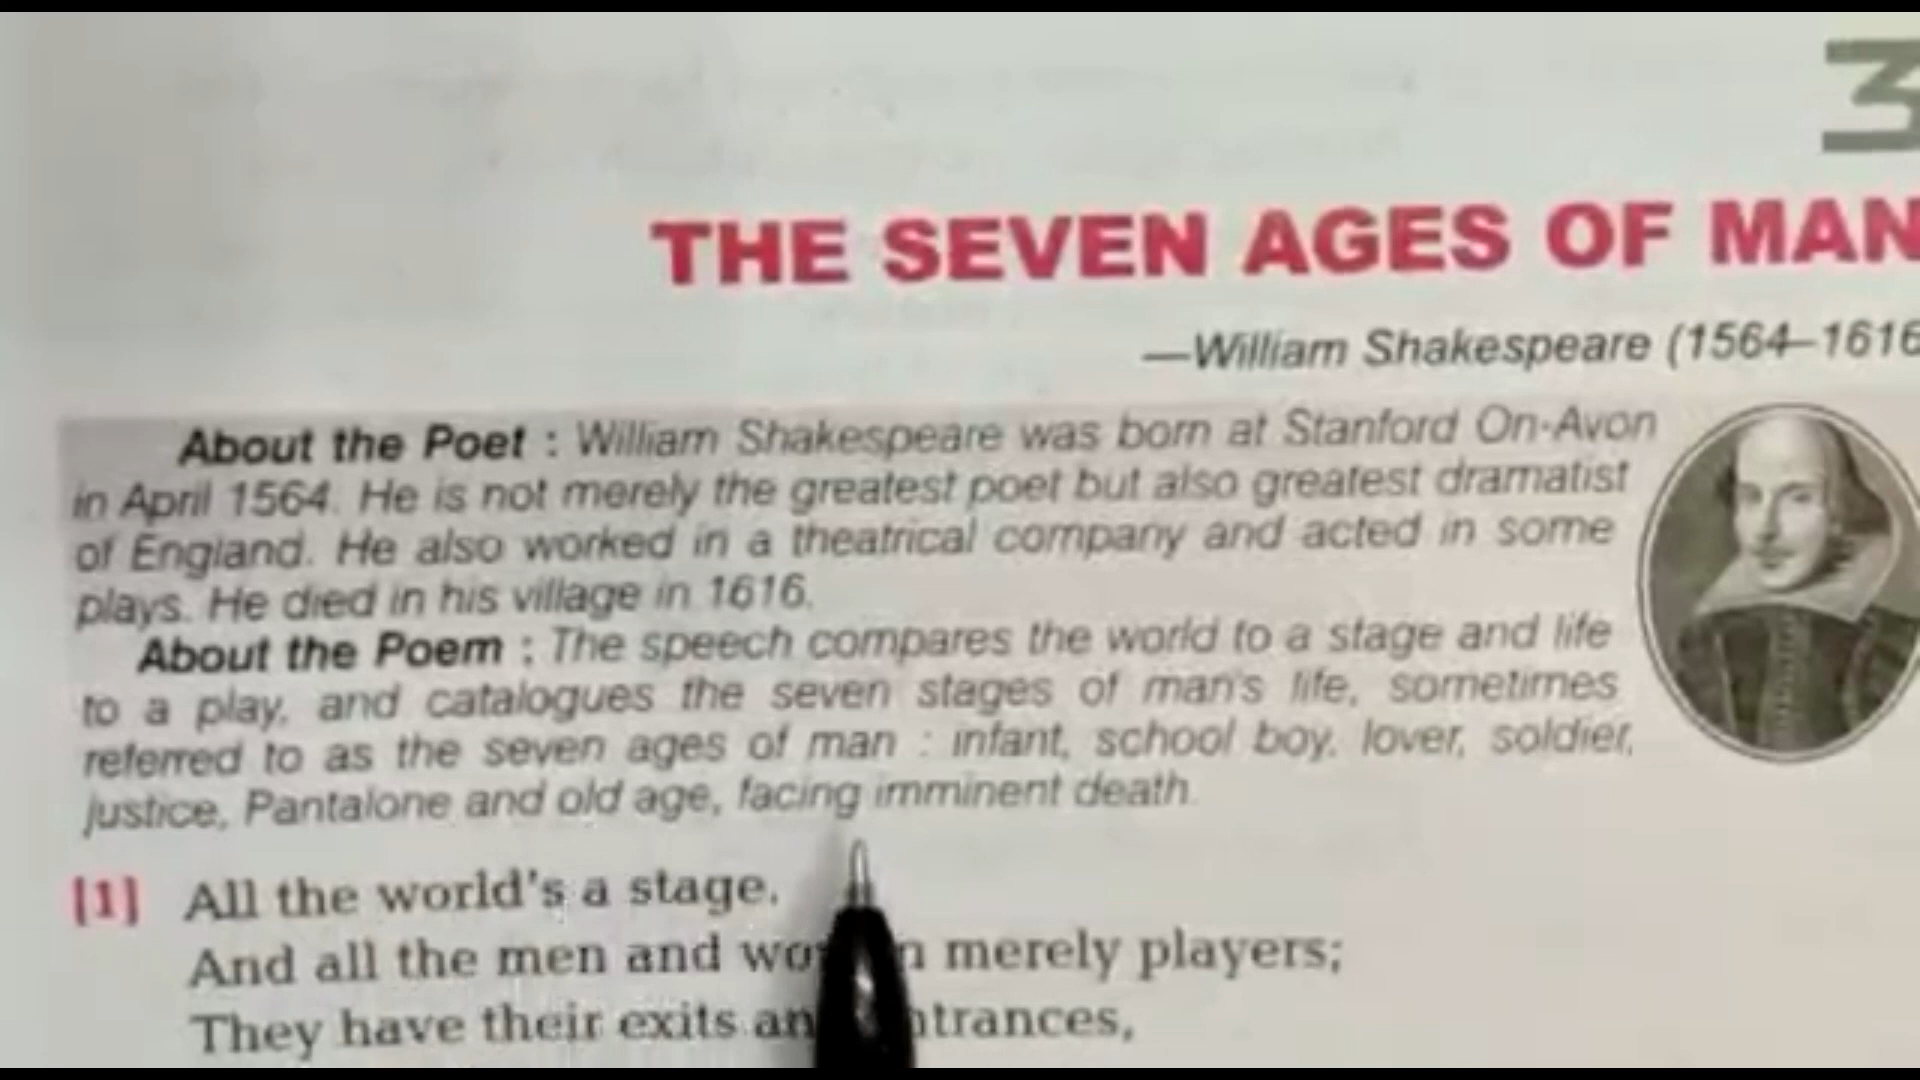 3
THE SEVEN AGES OF MAN
—William Shakespeare (1564–1616
About the Poet : William Shakespeare was born at Stanford On-Avon
in April 1564. He is not merely the greatest poet but also greatest dramatist
of England. He also worked in a theatrical company and acted in some
plays. He died in his village in 1616.
About the Poem : The speech compares the world to a stage and life
to a play, and catalogues the seven stages of man's life, sometimes
referred to as the seven ages of man : infant, school boy, lover, soldier,
justice, Pantalone and old age, facing imminent death.
[1] All the world's a stage.
And all the men and merely players;
They have their exits